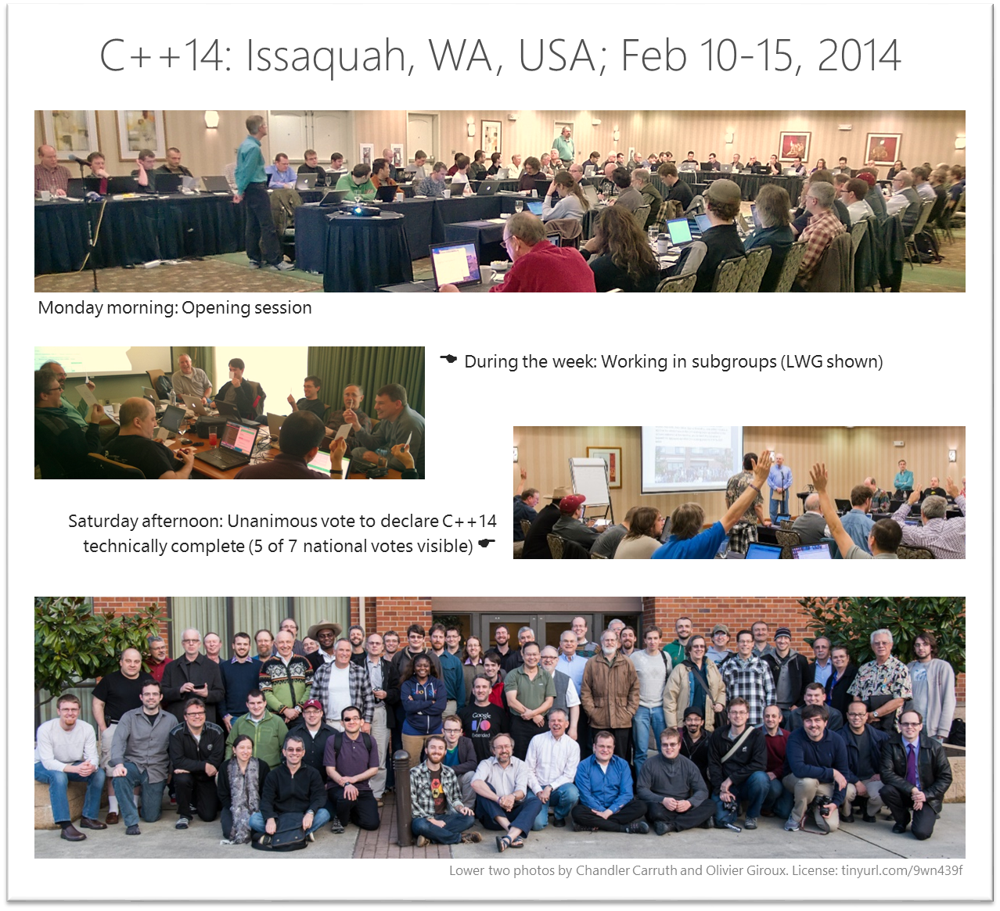 C++14: Issaquah, WA, USA; Feb 10-15, 2014
Monday morning: Opening session
During the week: Working in subgroups (LWG shown)
Saturday afternoon: Unanimous vote to declare C++14
technically complete (5 of 7 national votes visible)
Google
I/O
Extended
Lower two photos by Chandler Carruth and Olivier Giroux. License: tinyurl.com/9wn439f